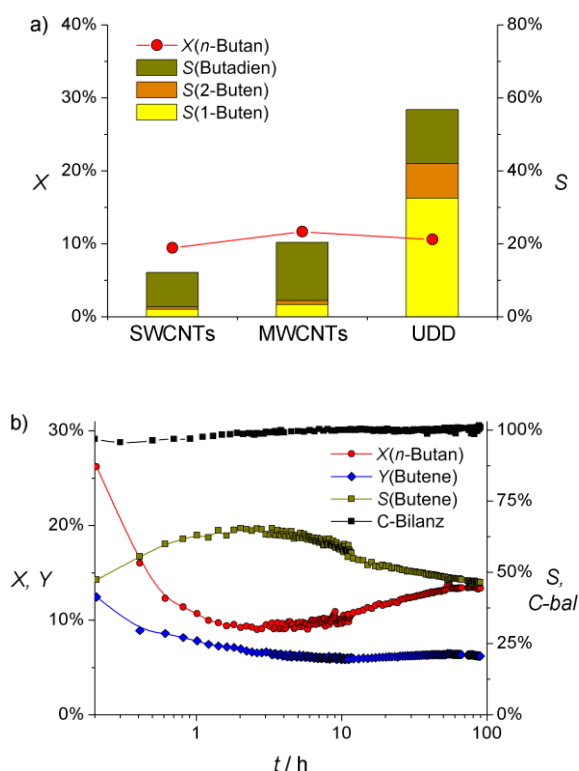 a)
40%
30%
20%
10%
0%
X
X(n-Butan)
S(Butadien)
S(2-Buten)
S(1-Buten)
80%
60%
40%
20%
0%
S
SWCNTs MWCNTs UDD
b)
30%
20%
10%
0%
X, Y
X(n-Butan)
Y(Butene)
S(Butene)
C-Bilanz
100%
75%
50%
25%
0%
S,
C-bal
1 10 100
t / h